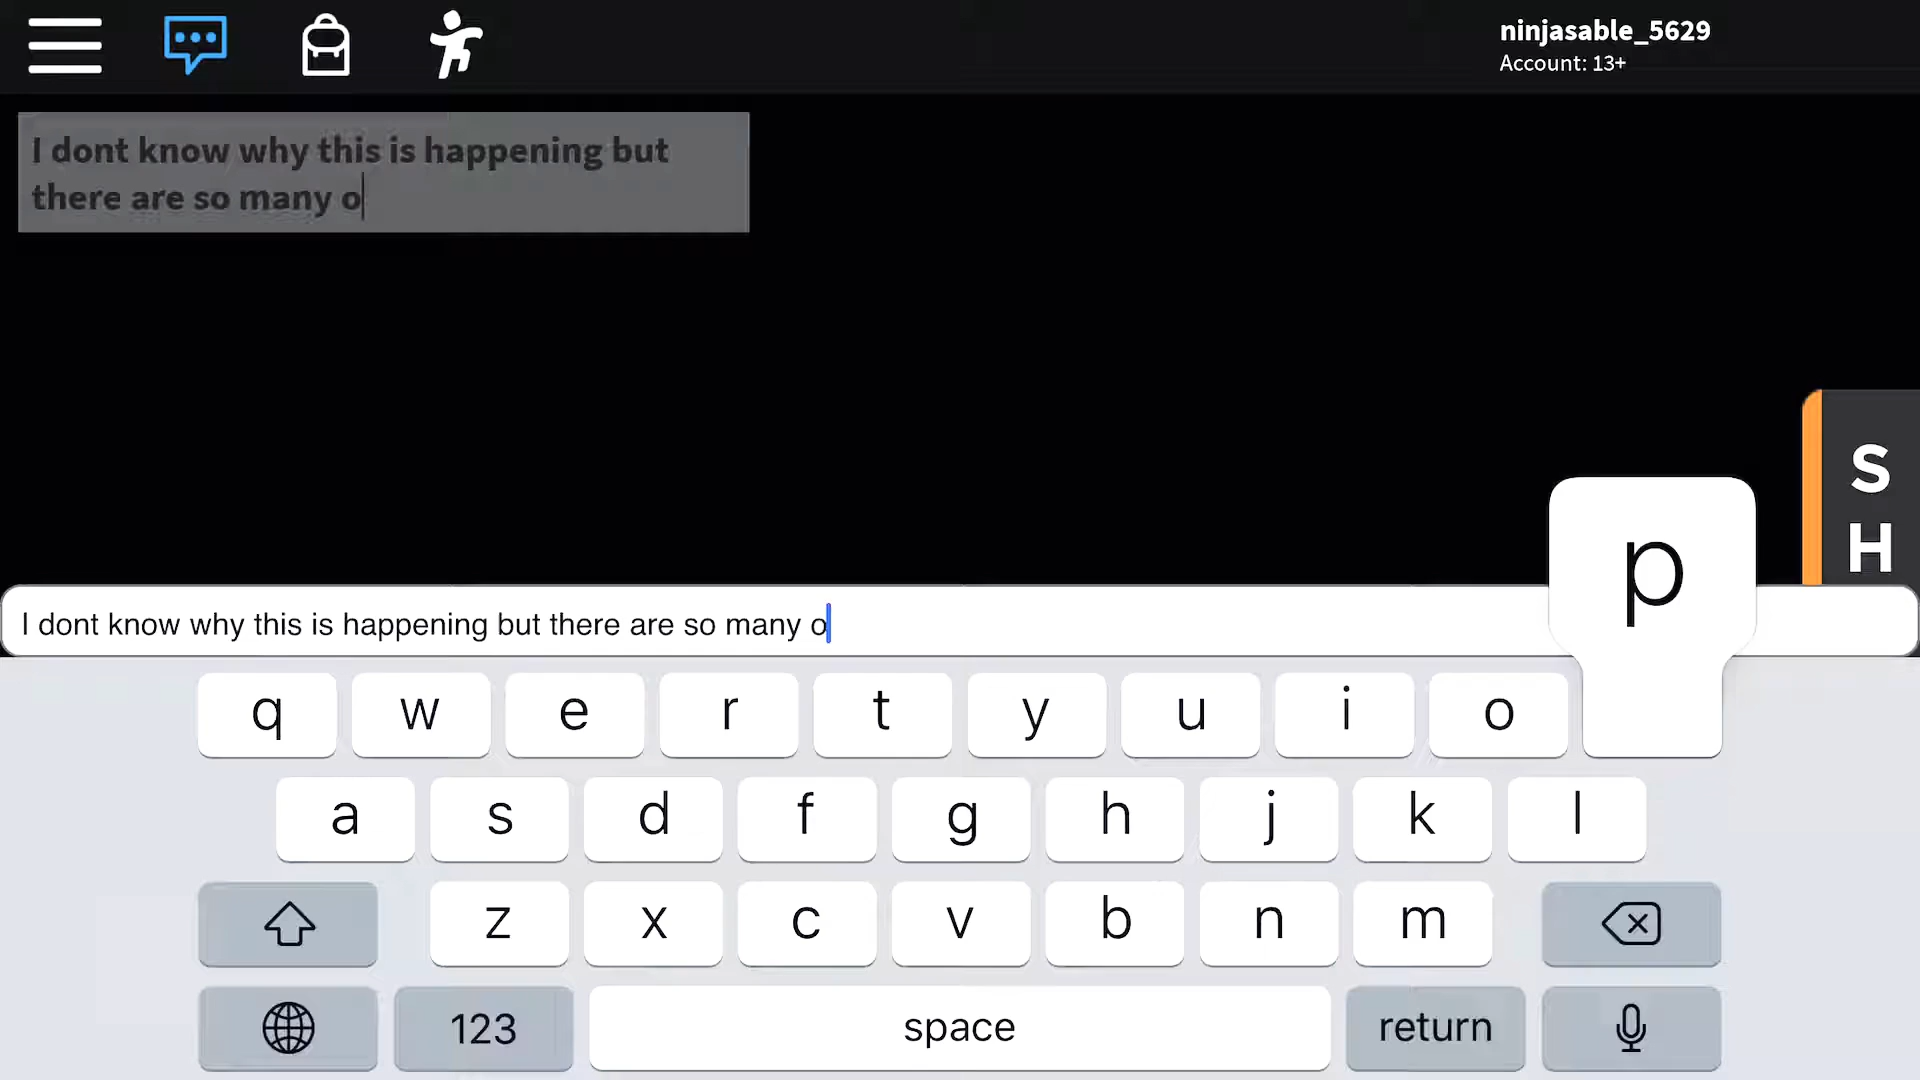 ninjasable_5629
Account: 13+
I dont know why this is happening but
there are so many o
S
H
p
I dont know why this is happening but there are so many o
q w e r t y u i o
a s d f g h j k l
z x c v b n m
123 space return